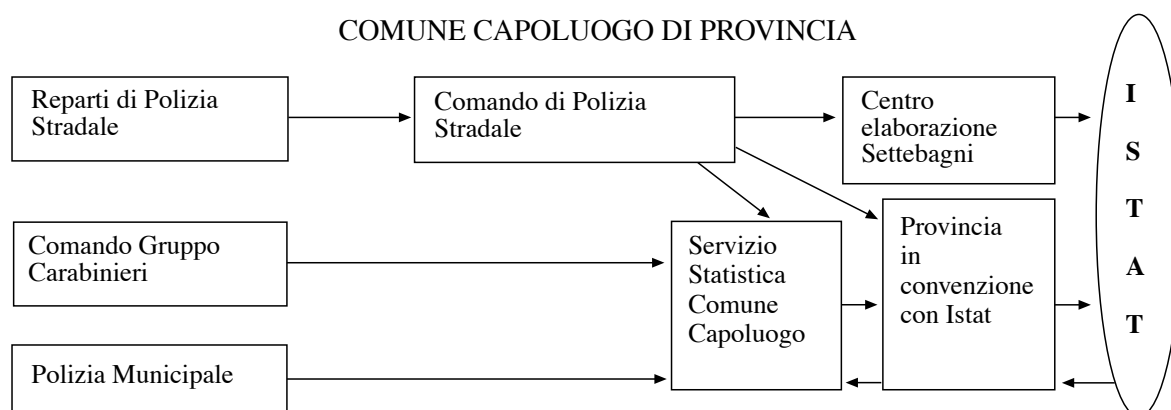 COMUNE CAPOLUOGO DI PROVINCIA
Reparti di Polizia
Stradale
Comando di Polizia
Stradale
Centro
elaborazione
Settebagni
I
S
T
A
T
Comando Gruppo
Carabinieri
Servizio
Statistica
Comune
Capoluogo
Provincia
in
convenzione
con Istat
Polizia Municipale